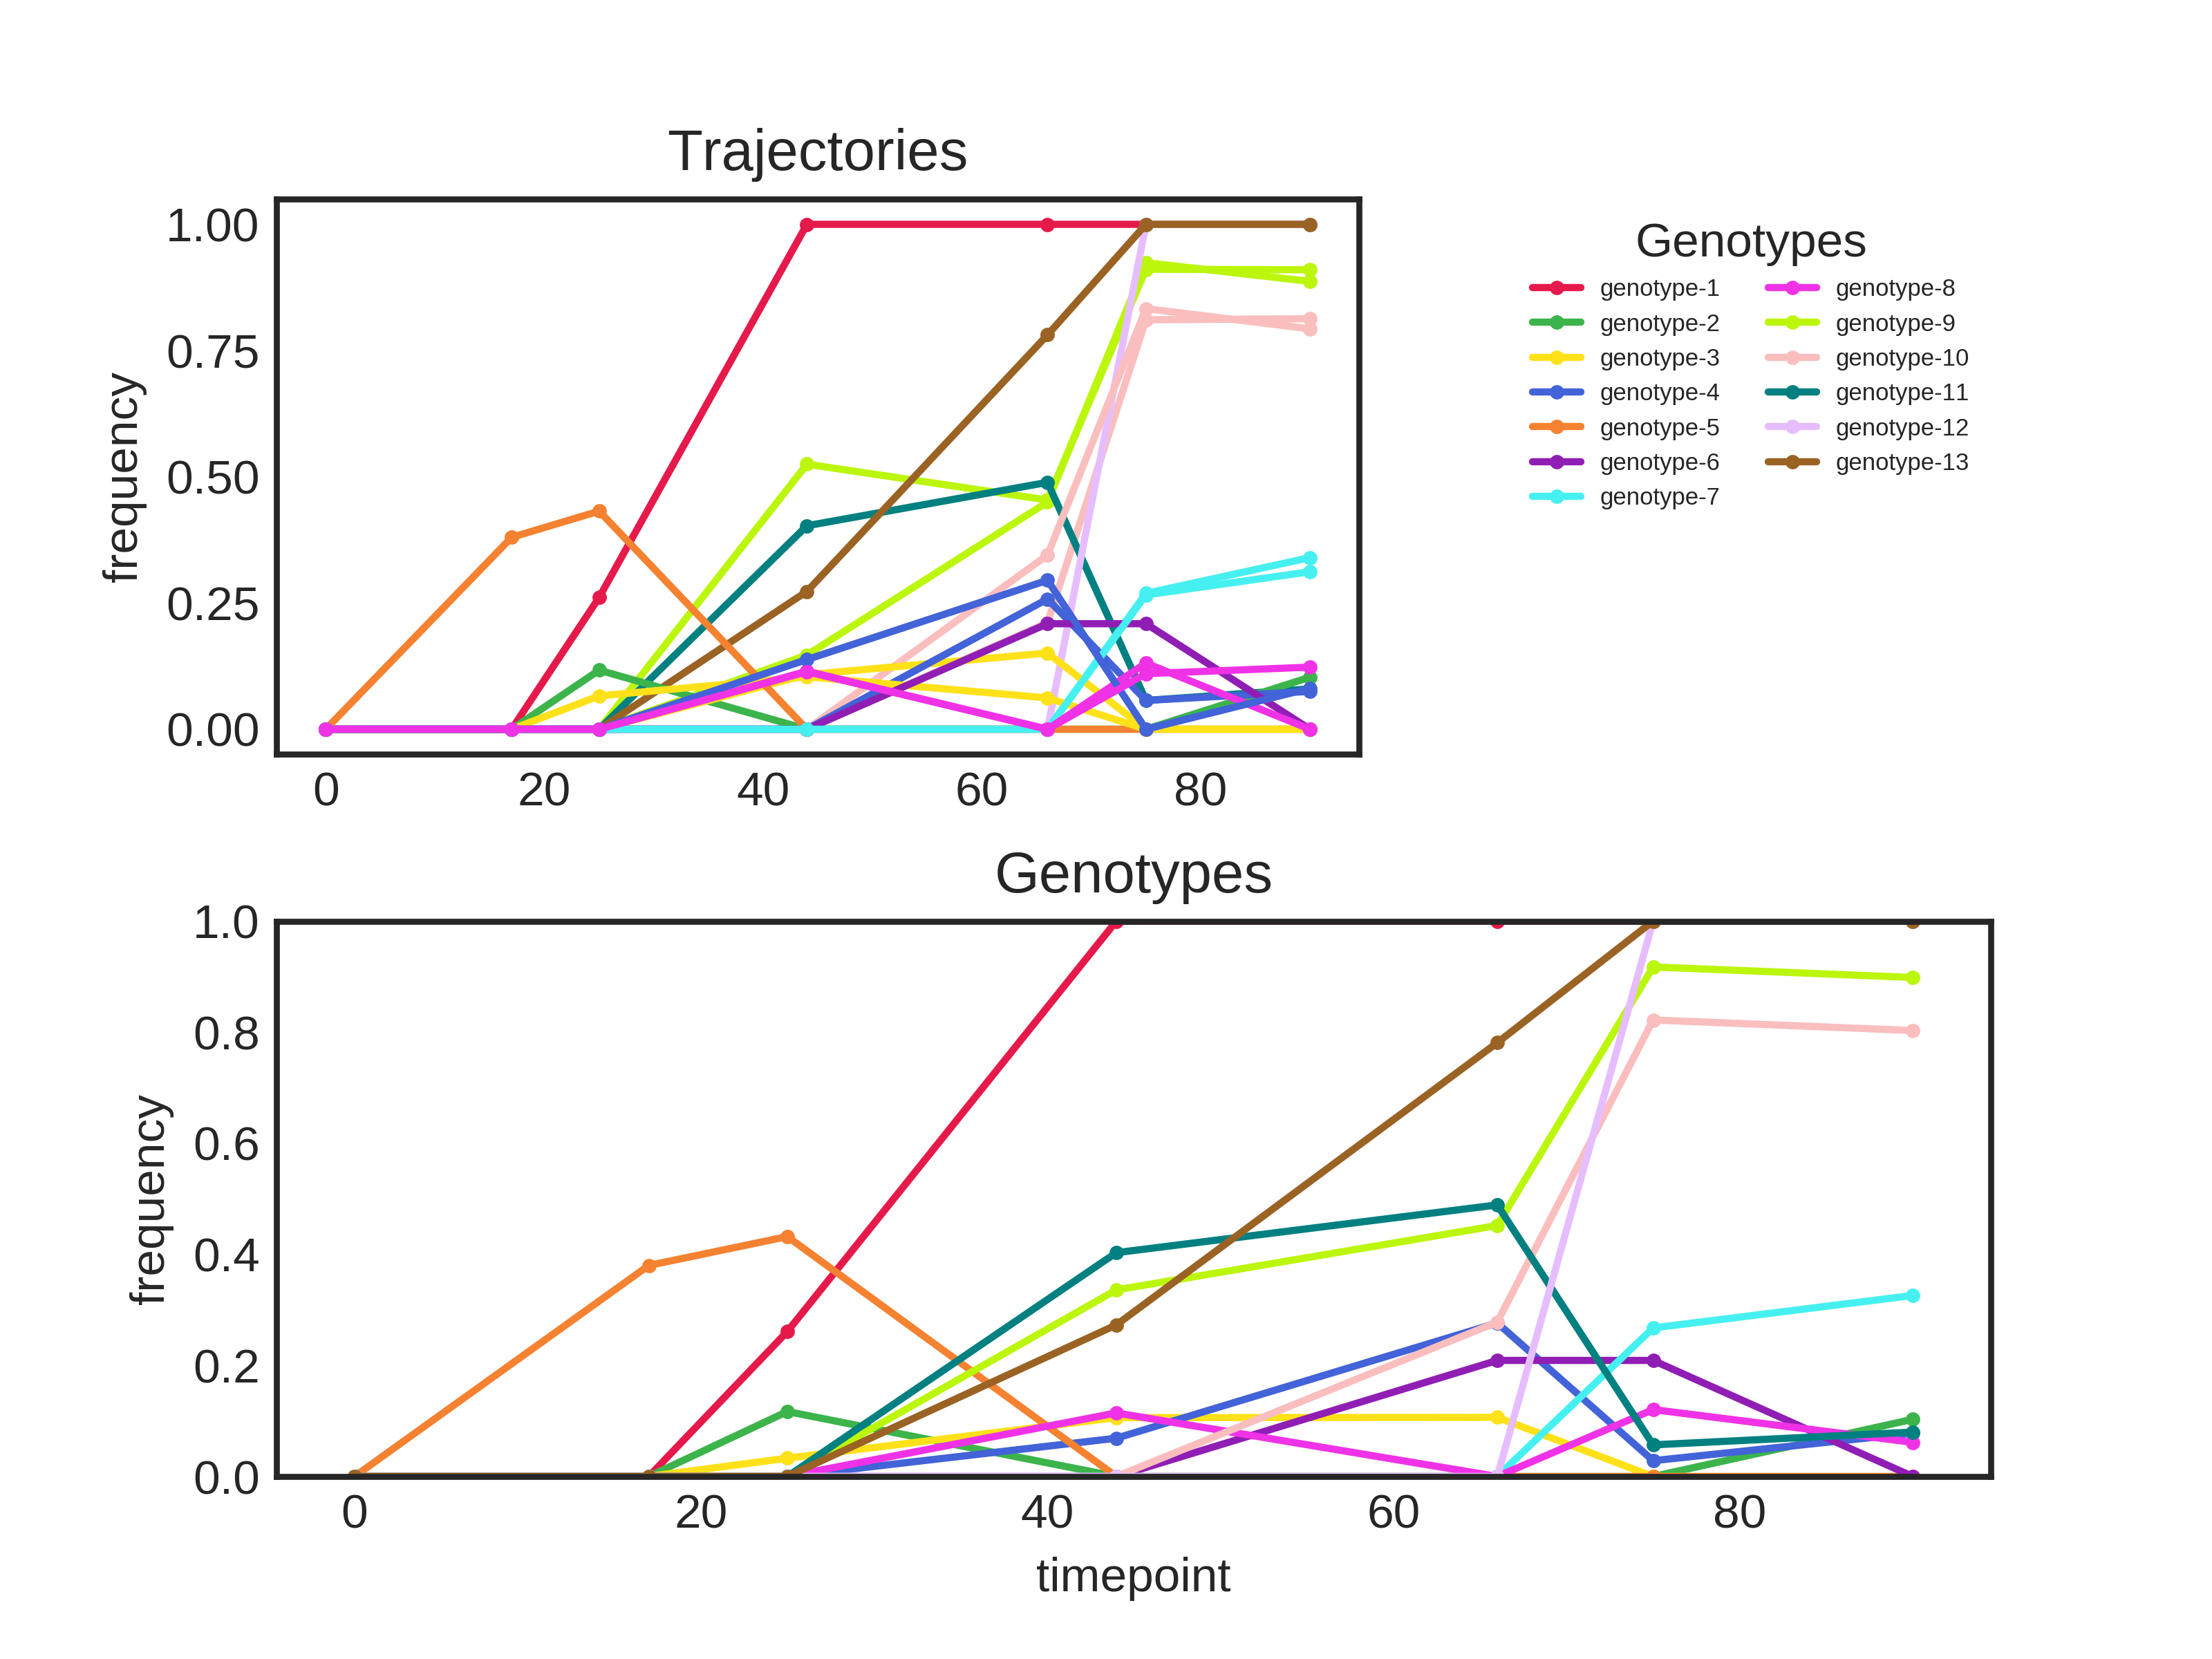 Trajectories
1.00
0.75
0.50
0.25
0.00
frequency
0 20 40 60 80
Genotypes
genotype-1 genotype-8
genotype-2 genotype-9
genotype-3 genotype-10
genotype-4 genotype-11
genotype-5 genotype-12
genotype-6 genotype-13
genotype-7
Genotypes
1.0
0.8
0.6
0.4
0.2
0.0
frequency
0 20 40 60 80
timepoint